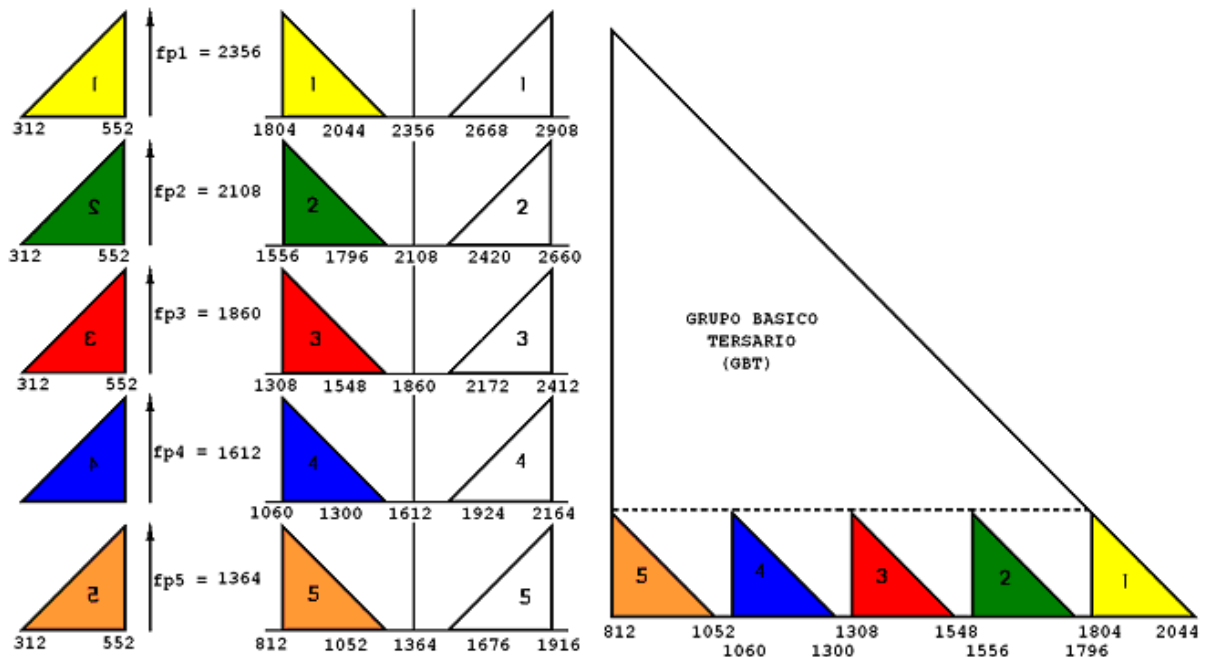 fp1 = 2356
1
1
1
312 552 1804 2044 2356 2668 2908
fp2 = 2108
2
2
2
312 552 1556 1796 2108 2420 2660
fp3 = 1860
3
3
3
312 552 1308 1548 1860 2172 2412
fp4 = 1612
4
4
4
1060 1300 1612 1924 2164
fp5 = 1364
5
5
5
312 552 812 1052 1364 1676 1916
GRUPO BASICO
TERSARIO
(GBT)
5 4 3 2 1
812 1052 1308 1548 1804 2044
1060 1300 1556 1796